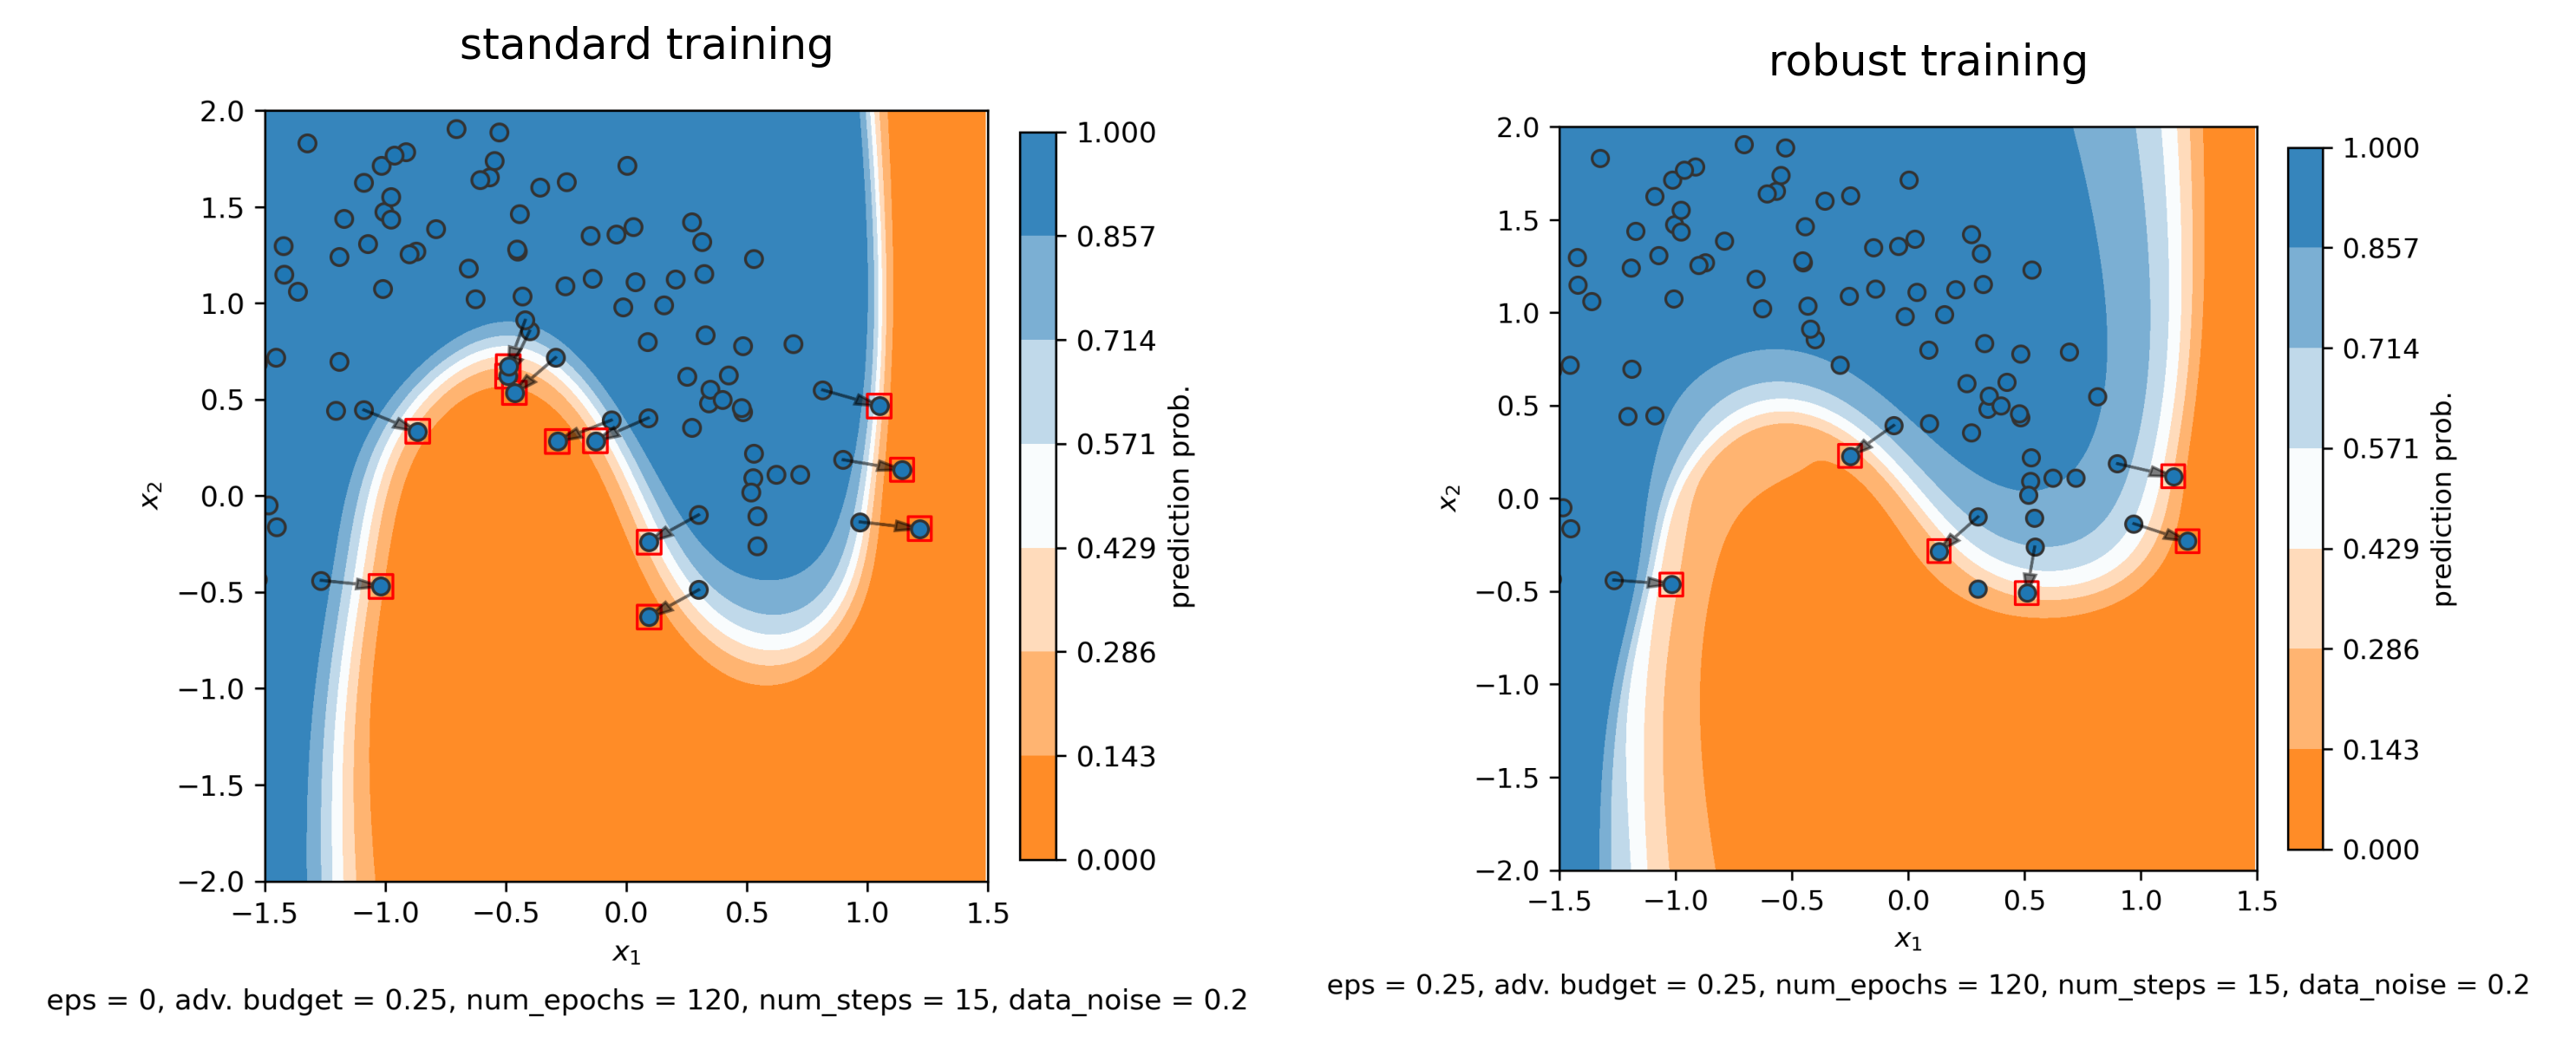 standard training
2.0
1.5
1.0
0.5
0.0
−0.5
−1.0
−1.5
−2.0
x2
−1.5 −1.0 −0.5 0.0 0.5 1.0 1.5
x1
1.000
0.857
0.714
0.571
0.429
0.286
0.143
0.000
prediction prob.
eps = 0, adv. budget = 0.25, num_epochs = 120, num_steps = 15, data_noise = 0.2
robust training
2.0
1.5
1.0
0.5
0.0
−0.5
−1.0
−1.5
−2.0
x2
−1.5 −1.0 −0.5 0.0 0.5 1.0 1.5
x1
1.000
0.857
0.714
0.571
0.429
0.286
0.143
0.000
prediction prob.
eps = 0.25, adv. budget = 0.25, num_epochs = 120, num_steps = 15, data_noise = 0.2